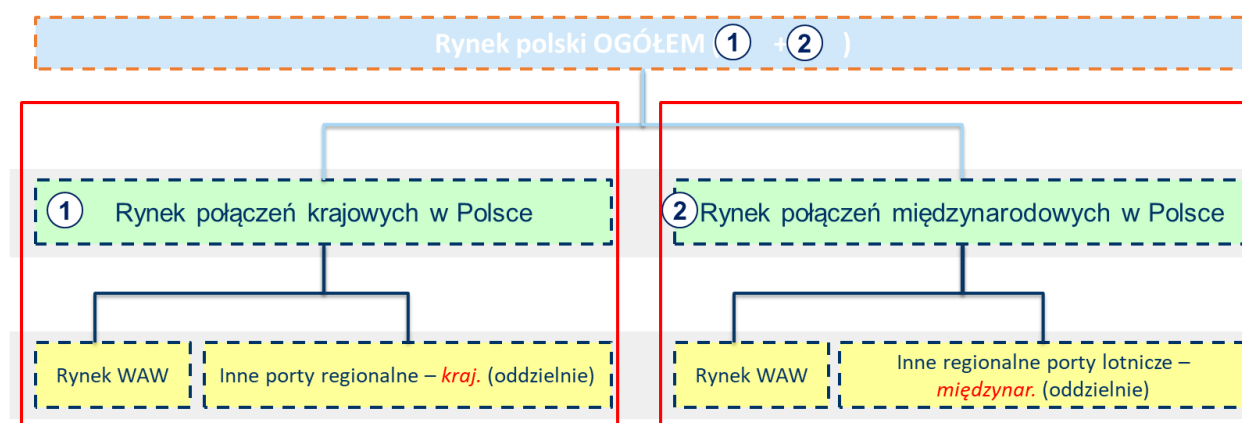 Rynek polski OGÓŁEM ( 1 + 2 )
1 Rynek połączeń krajowych w Polsce
2 Rynek połączeń międzynarodowych w Polsce
Rynek WAW
Inne porty regionalne – kraj. (oddzielnie)
Rynek WAW
Inne regionalne porty lotnicze –
międzynar. (oddzielnie)